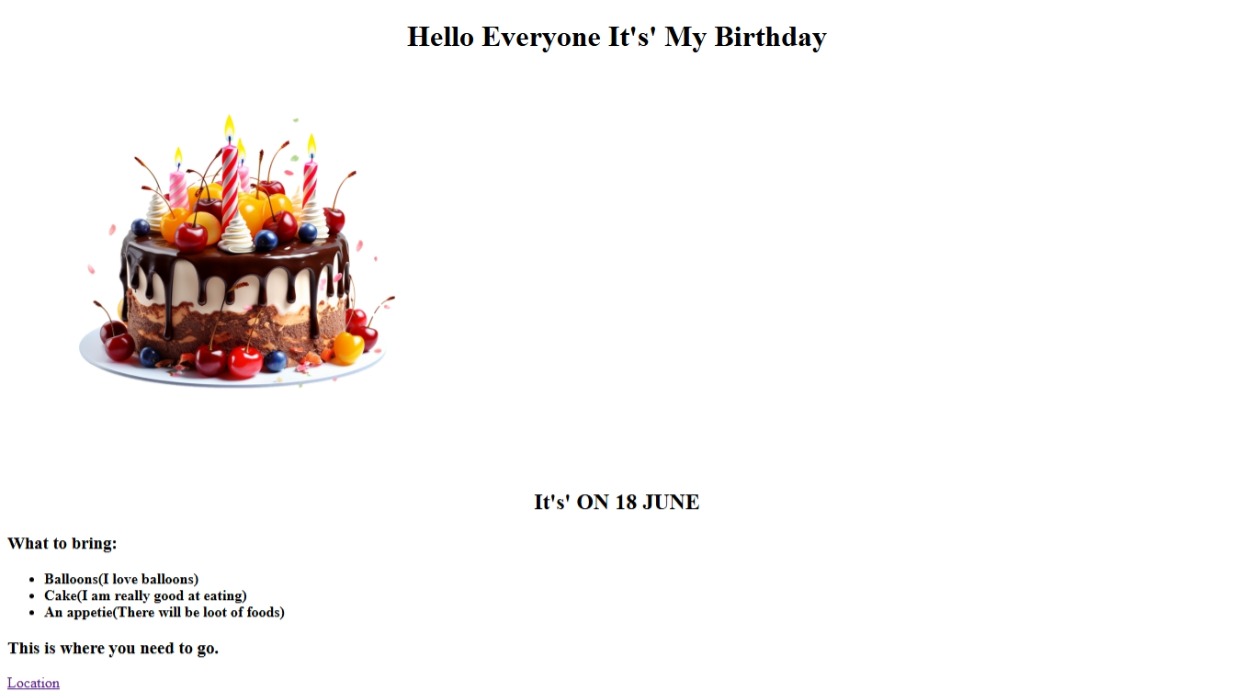 Hello Everyone It's' My Birthday
It's' ON 18 JUNE
What to bring:
• Balloons(I love balloons)
• Cake(I am really good at eating)
• An appetie(There will be loot of foods)
This is where you need to go.
Location